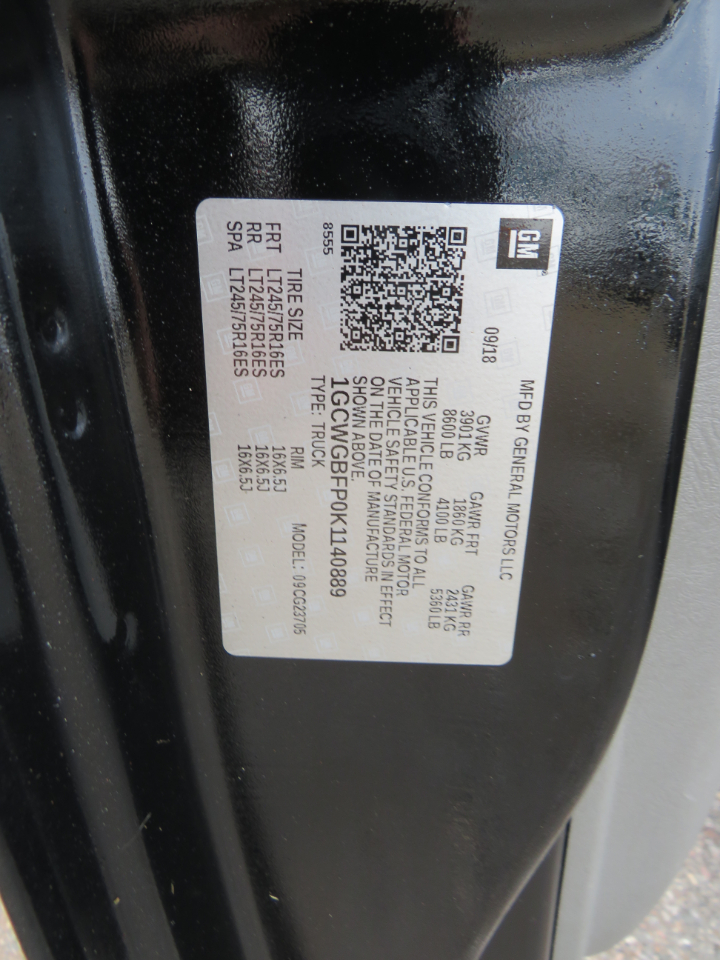 GM
MFD BY GENERAL MOTORS LLC
09/18
GVWR GAWR FRT GAWR RR
3901 KG 1860 KG 2431 KG
8600 LB 4100 LB 5360 LB
THIS VEHICLE CONFORMS TO ALL
APPLICABLE U.S. FEDERAL MOTOR
VEHICLE SAFETY STANDARDS IN EFFECT
ON THE DATE OF MANUFACTURE
SHOWN ABOVE.
1GCWGBFP0K1140889
8555
TYPE: TRUCK MODEL: 09CG23705
TIRE SIZE RIM
FRT LT245/75R16ES 16X6.5J
RR LT245/75R16ES 16X6.5J
SPA LT245/75R16ES 16X6.5J